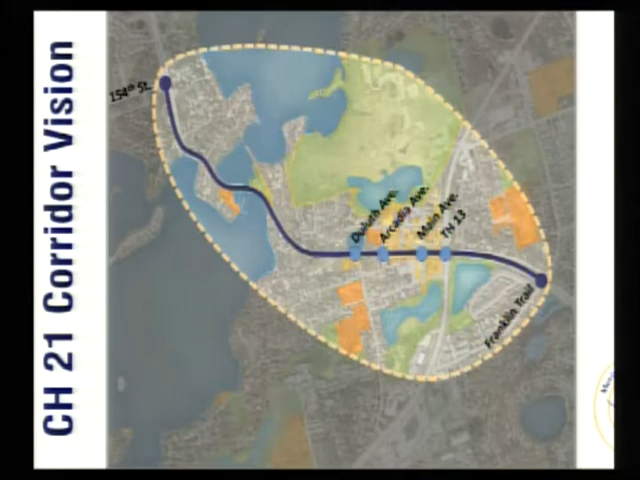 CH 21 Corridor Vision
154th St.
Duluth Ave.
Arcadia Ave.
Main Ave.
TH 13
Franklin Trail